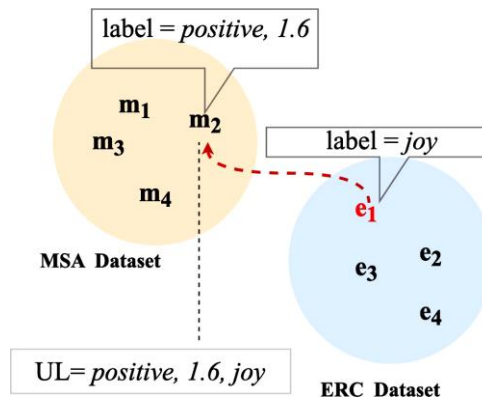 label = positive, 1.6
m1
m2
m3
m4
label = joy
e1
e2
e3
e4
MSA Dataset
UL= positive, 1.6, joy
ERC Dataset